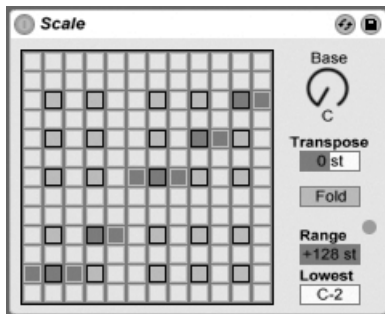 Scale
Base
C
Transpose
0 st
Fold
Range
+128 st
Lowest
C-2